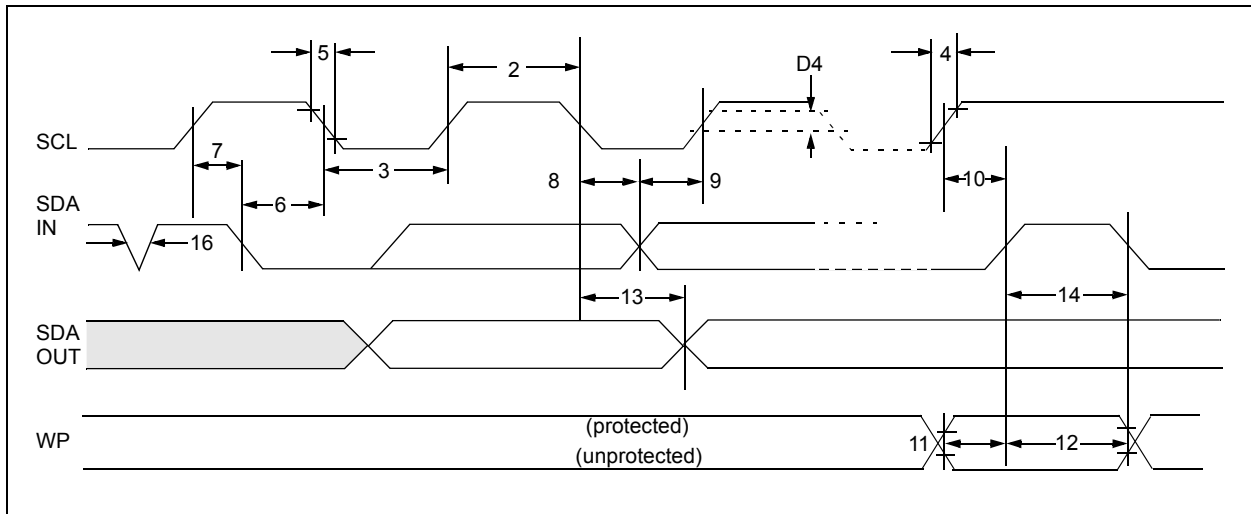 5
2
D4
4
SCL
7
3
8
9
10
SDA
IN
6
16
13
14
SDA
OUT
WP
(protected)
(unprotected)
11
12